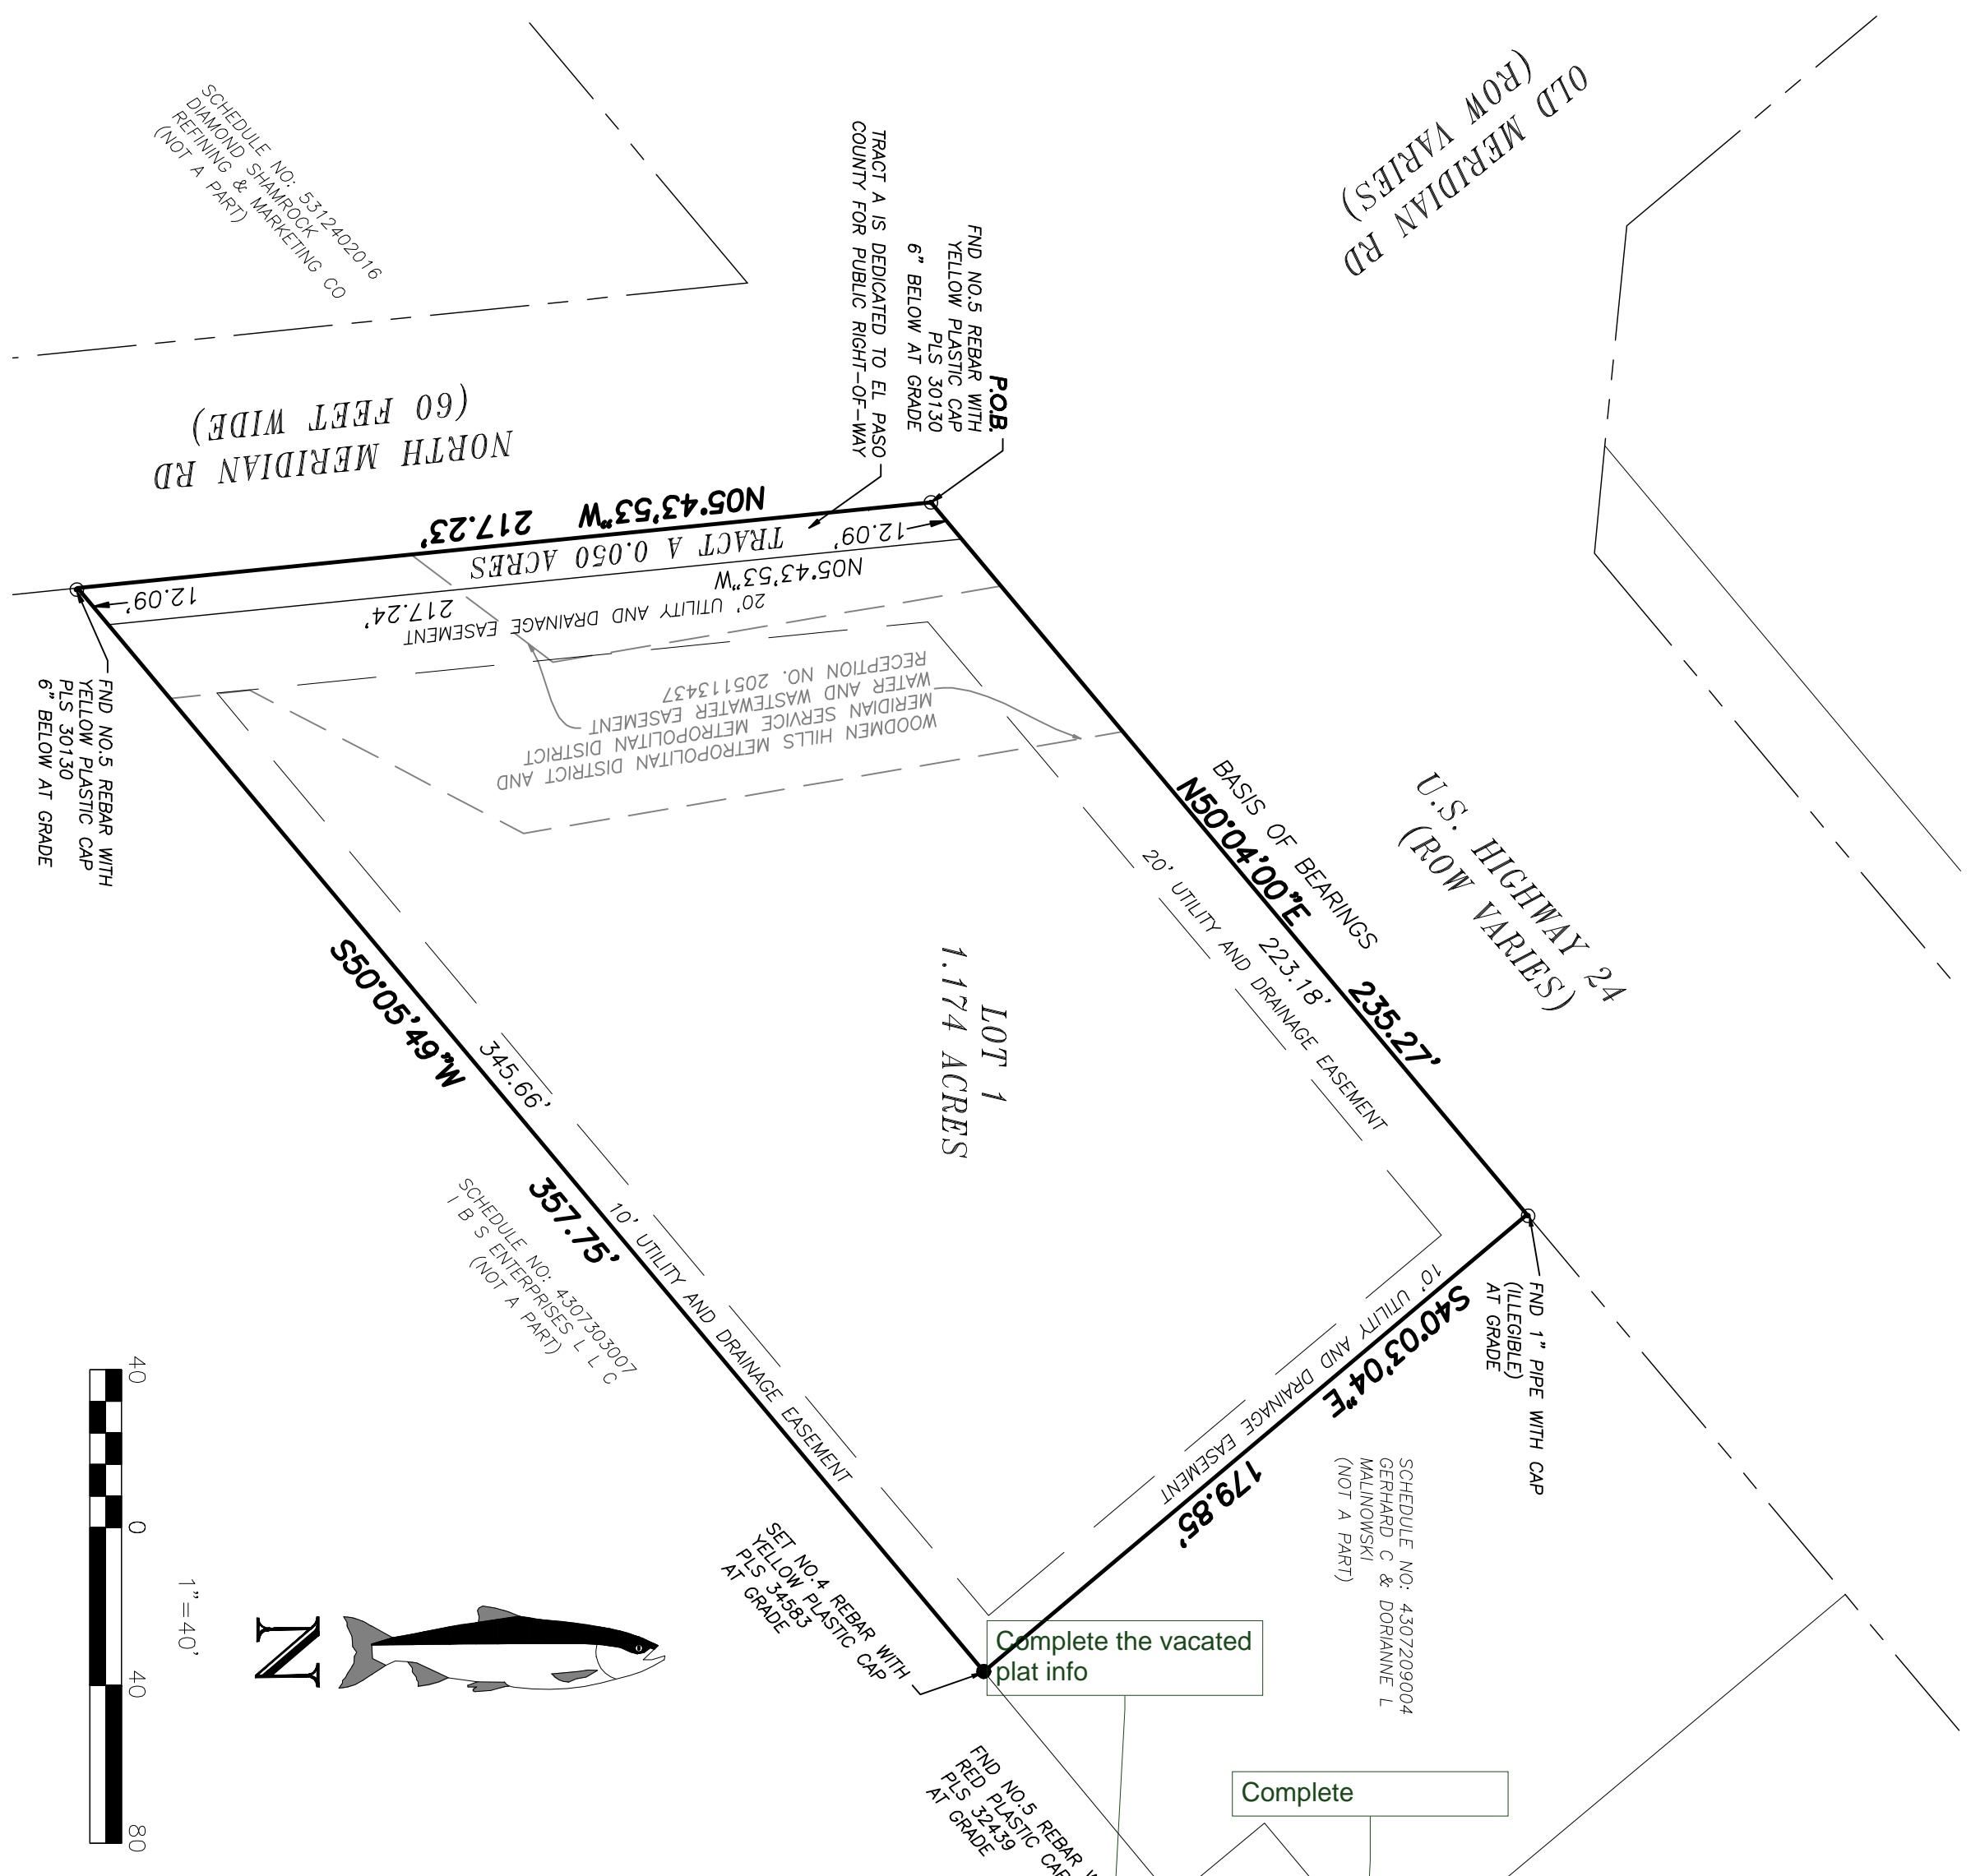 OLD MERIDIAN RD
(ROW VARIES)
SCHEDULE NO: 5312402016
DIAMOND SHAMROCK
REFINING & MARKETING CO
(NOT A PART)
TRACT A IS DEDICATED TO EL PASO
COUNTY FOR PUBLIC RIGHT-OF-WAY
P.O.B.
FND NO.5 REBAR WITH
YELLOW PLASTIC CAP
PLS 30130
6" BELOW AT GRADE
NORTH MERIDIAN RD
(60 FEET WIDE)
N05°43'53"W 217.23'
TRACT A 0.050 ACRES
12.09'
12.09'
N05°43'53"W
217.24'
20' UTILITY AND DRAINAGE EASEMENT
WOODMEN HILLS METROPOLITAN DISTRICT AND
MERIDIAN SERVICE METROPOLITAN DISTRICT
WATER AND WASTEWATER EASEMENT
RECEPTION NO. 205113437
FND NO.5 REBAR WITH
YELLOW PLASTIC CAP
PLS 30130
6" BELOW AT GRADE
U.S. HIGHWAY 24
(ROW VARIES)
BASIS OF BEARINGS
N50°04'00"E 235.27'
223.18'
20' UTILITY AND DRAINAGE EASEMENT
LOT 1
1.174 ACRES
S50°05'49"W 357.75'
345.66'
10' UTILITY AND DRAINAGE EASEMENT
SCHEDULE NO: 4307303007
I B S ENTERPRISES L L C
(NOT A PART)
FND 1" PIPE WITH CAP
(ILLEGIBLE)
AT GRADE
10' UTILITY AND DRAINAGE EASEMENT
S40°03'04"E 179.85'
SCHEDULE NO: 4307209004
GERHARD C & DORIANNE L
MALINOWSKI
(NOT A PART)
SET NO.4 REBAR WITH
YELLOW PLASTIC CAP
PLS 34583
AT GRADE
Complete the vacated
plat info
Complete
FND NO.5 REBAR
RED PLASTIC CAP
PLS 32439
AT GRADE
N
40 0 40 80
1"=40'